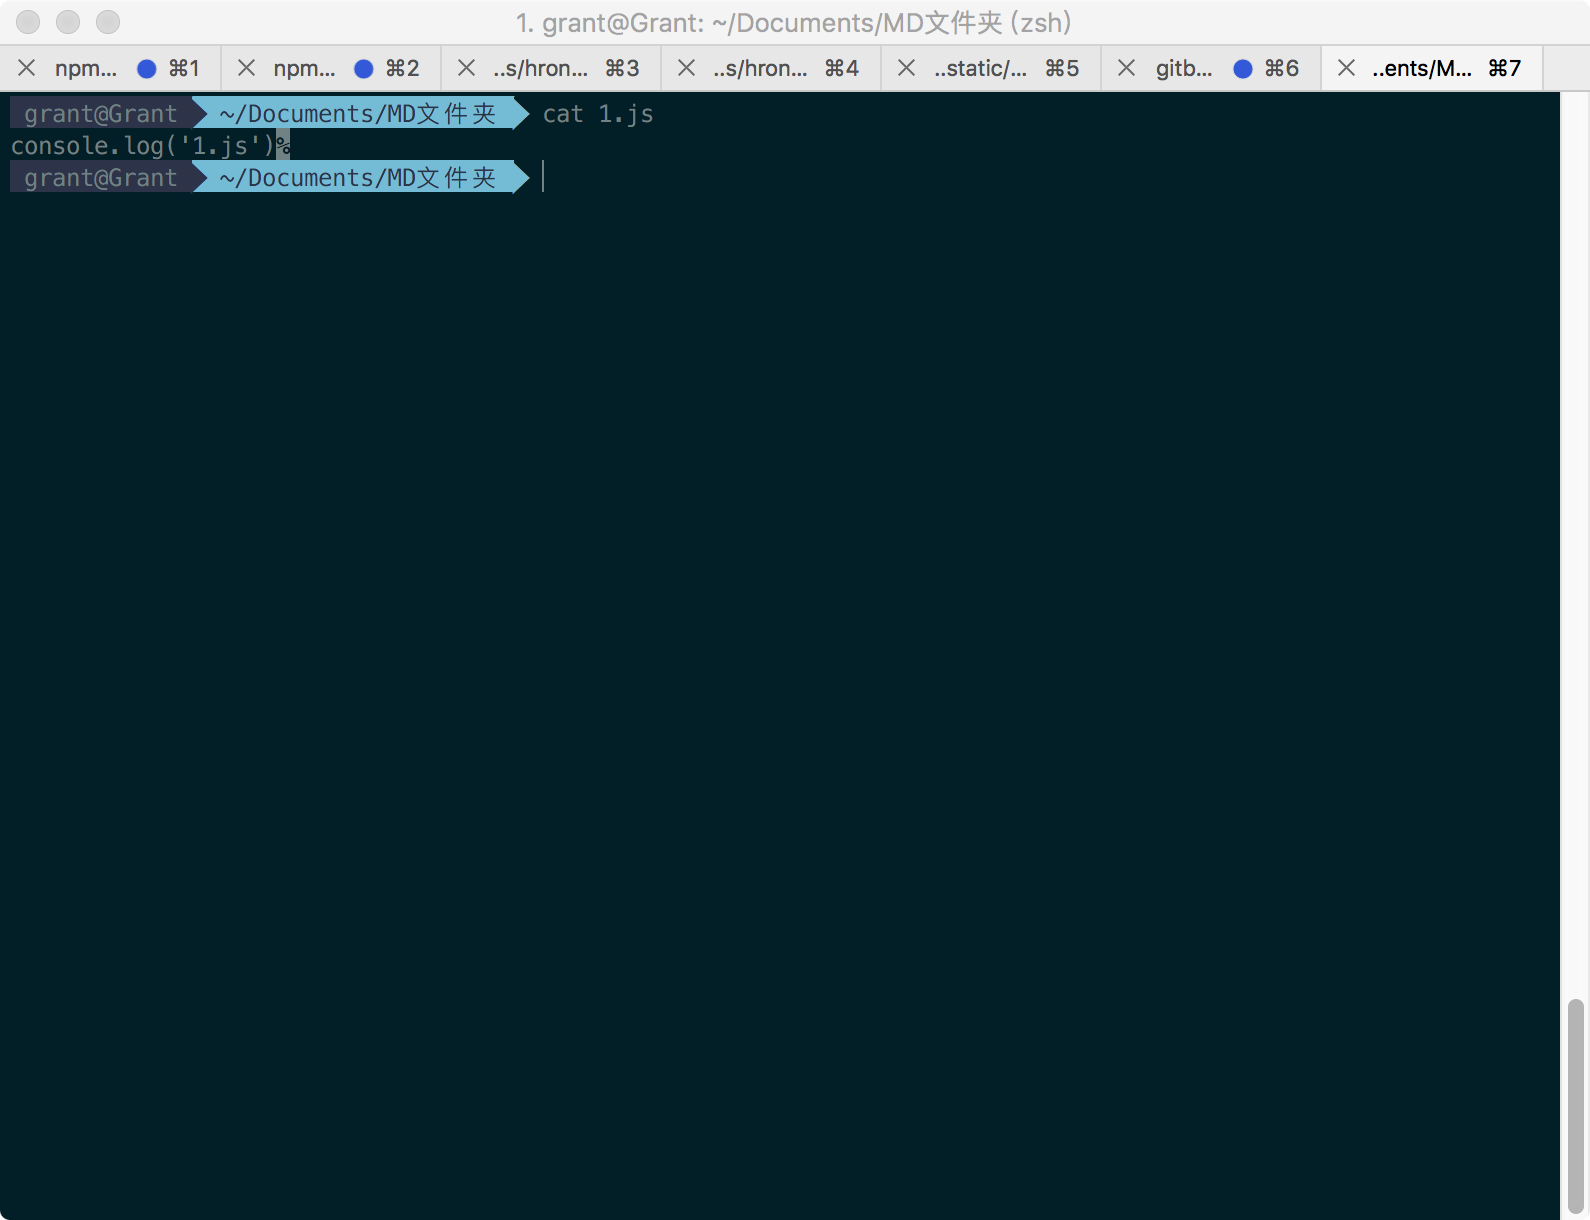 1. grant@Grant: ~/Documents/MD文件夹 (zsh)
npm... ⌘1 npm... ⌘2 ..s/hron... ⌘3 ..s/hron... ⌘4 ..static/... ⌘5 gitb... ⌘6 ..ents/M... ⌘7
grant@Grant ~/Documents/MD文件夹 cat 1.js
console.log('1.js')%
grant@Grant ~/Documents/MD文件夹